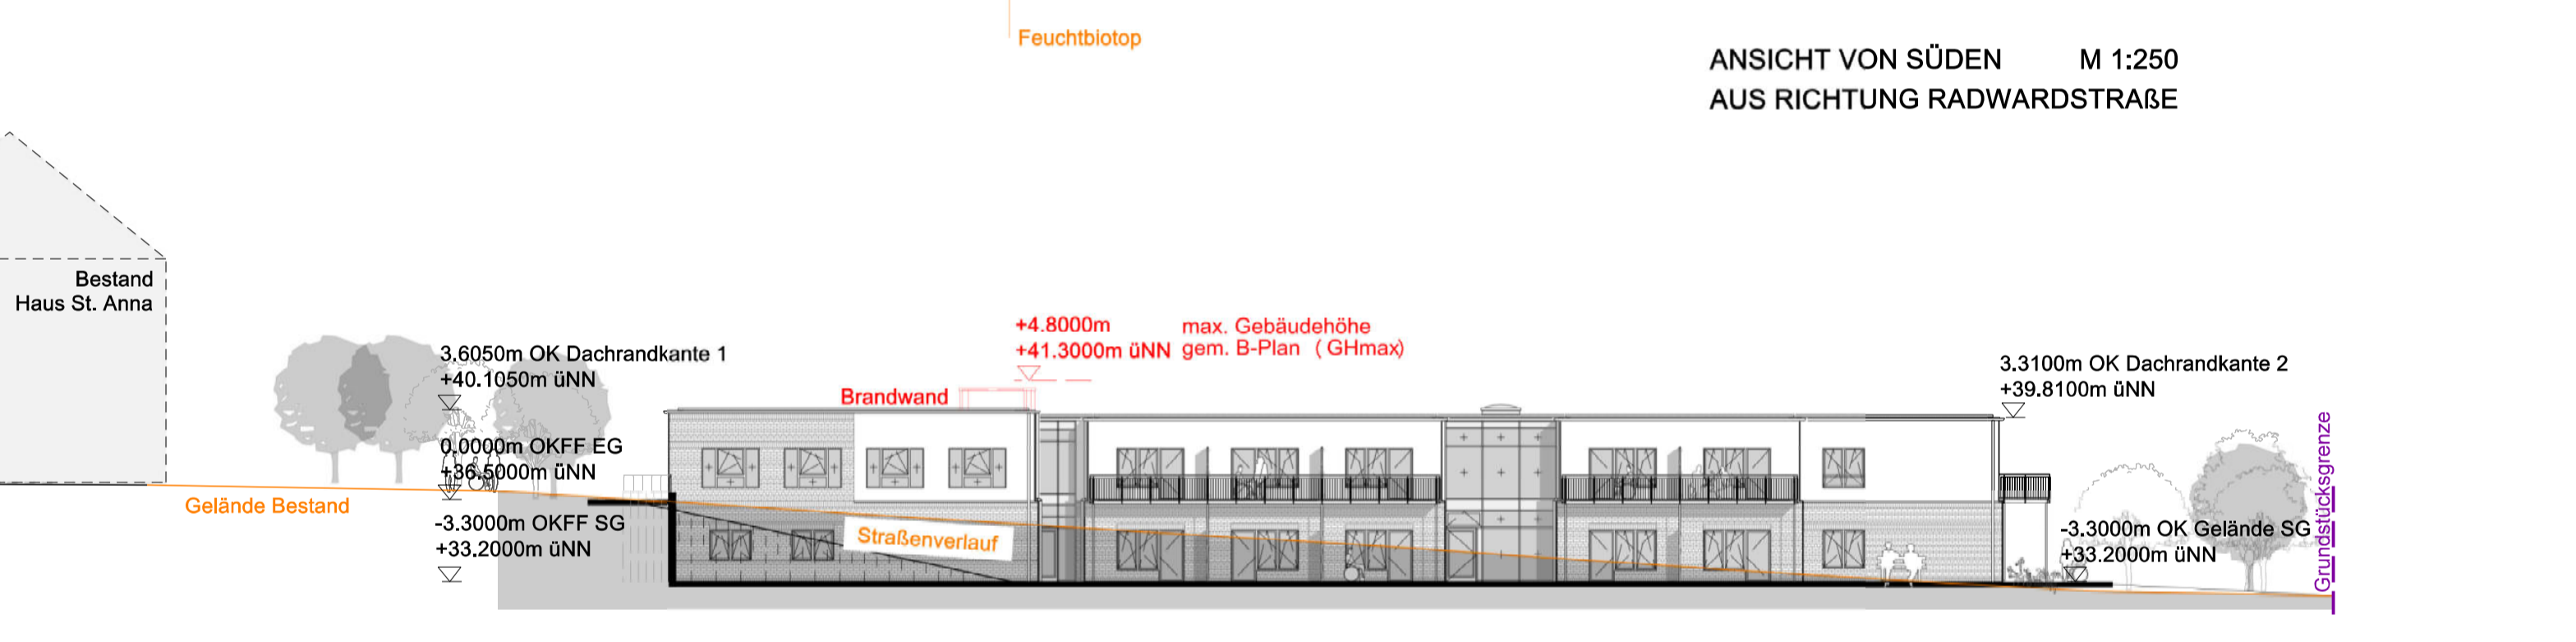 Feuchtbiotop
ANSICHT VON SÜDEN M 1:250
AUS RICHTUNG RADWARDSTRAßE
Bestand
Haus St. Anna
+4.8000m max. Gebäudehöhe
+41.3000m üNN gem. B-Plan ( GHmax)
3.6050m OK Dachrandkante 1
+40.1050m üNN
3.3100m OK Dachrandkante 2
+39.8100m üNN
Brandwand
0.0000m OKFF EG
+36.5000m üNN
Gelände Bestand
-3.3000m OKFF SG
+33.2000m üNN
Straßenverlauf
-3.3000m OK Gelände SG
+33.2000m üNN
Grundstücksgrenze